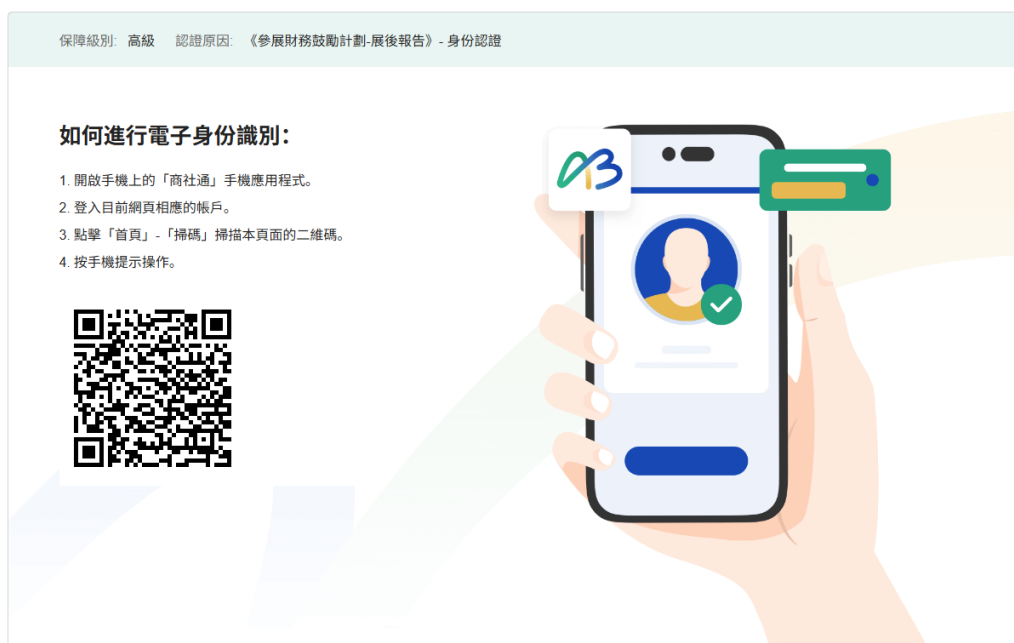 保障級別: 高級 認證原因: 《參展財務鼓勵計劃-展後報告》- 身份認證
如何進行電子身份識別：
1. 開啟手機上的「商社通」手機應用程式。
2. 登入目前網頁相應的帳戶。
3. 點擊「首頁」-「掃碼」掃描本頁面的二維碼。
4. 按手機提示操作。